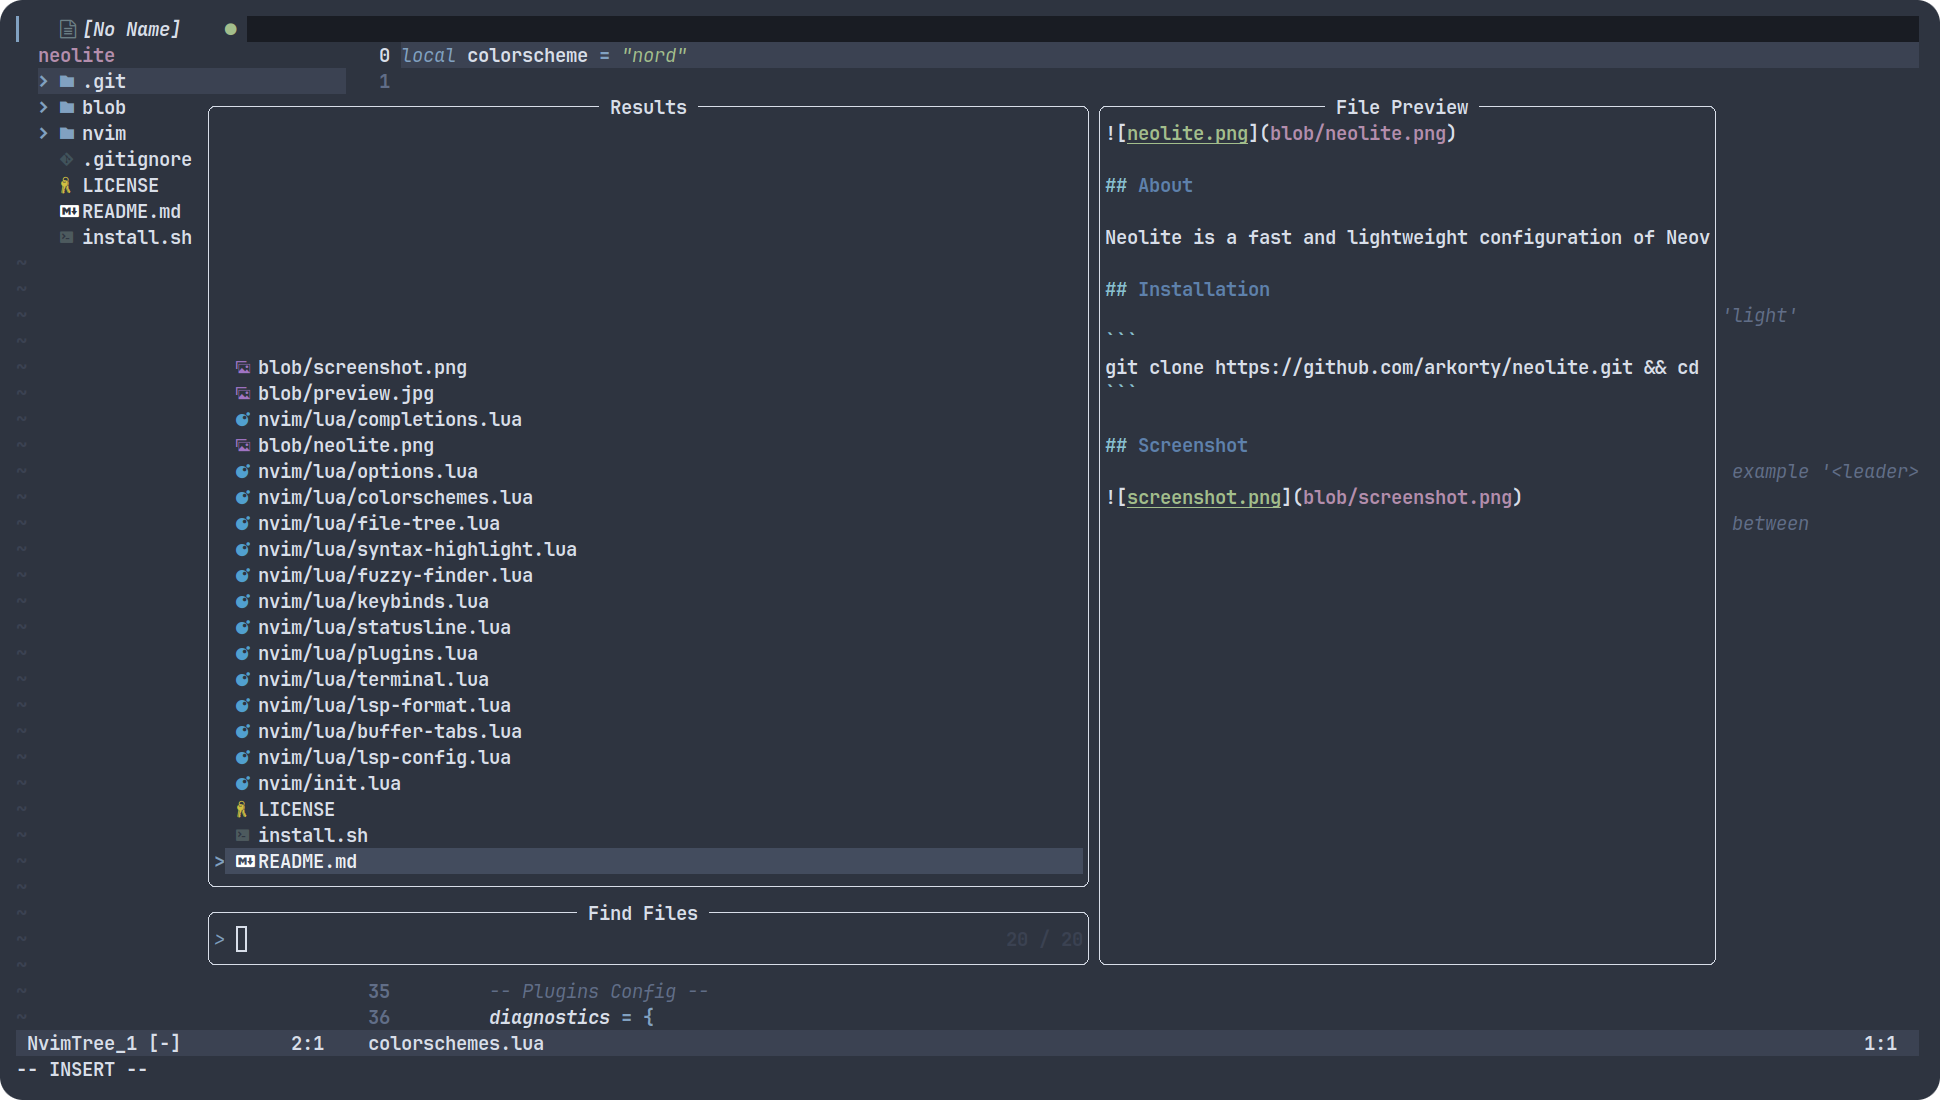 [No Name]
neolite
.git
blob
nvim
.gitignore
LICENSE
README.md
install.sh
0 local colorscheme = "nord"
1
Results
blob/screenshot.png
blob/preview.jpg
nvim/lua/completions.lua
blob/neolite.png
nvim/lua/options.lua
nvim/lua/colorschemes.lua
nvim/lua/file-tree.lua
nvim/lua/syntax-highlight.lua
nvim/lua/fuzzy-finder.lua
nvim/lua/keybinds.lua
nvim/lua/statusline.lua
nvim/lua/plugins.lua
nvim/lua/terminal.lua
nvim/lua/lsp-format.lua
nvim/lua/buffer-tabs.lua
nvim/lua/lsp-config.lua
nvim/init.lua
LICENSE
install.sh
> README.md
Find Files
> 20 / 20
File Preview
![neolite.png](blob/neolite.png)
## About
Neolite is a fast and lightweight configuration of Neov
## Installation
```
git clone https://github.com/arkorty/neolite.git && cd
```
## Screenshot
![screenshot.png](blob/screenshot.png)
'light'
example '<leader>
between
35 -- Plugins Config --
36 diagnostics = {
NvimTree_1 [-] 2:1 colorschemes.lua 1:1
-- INSERT --